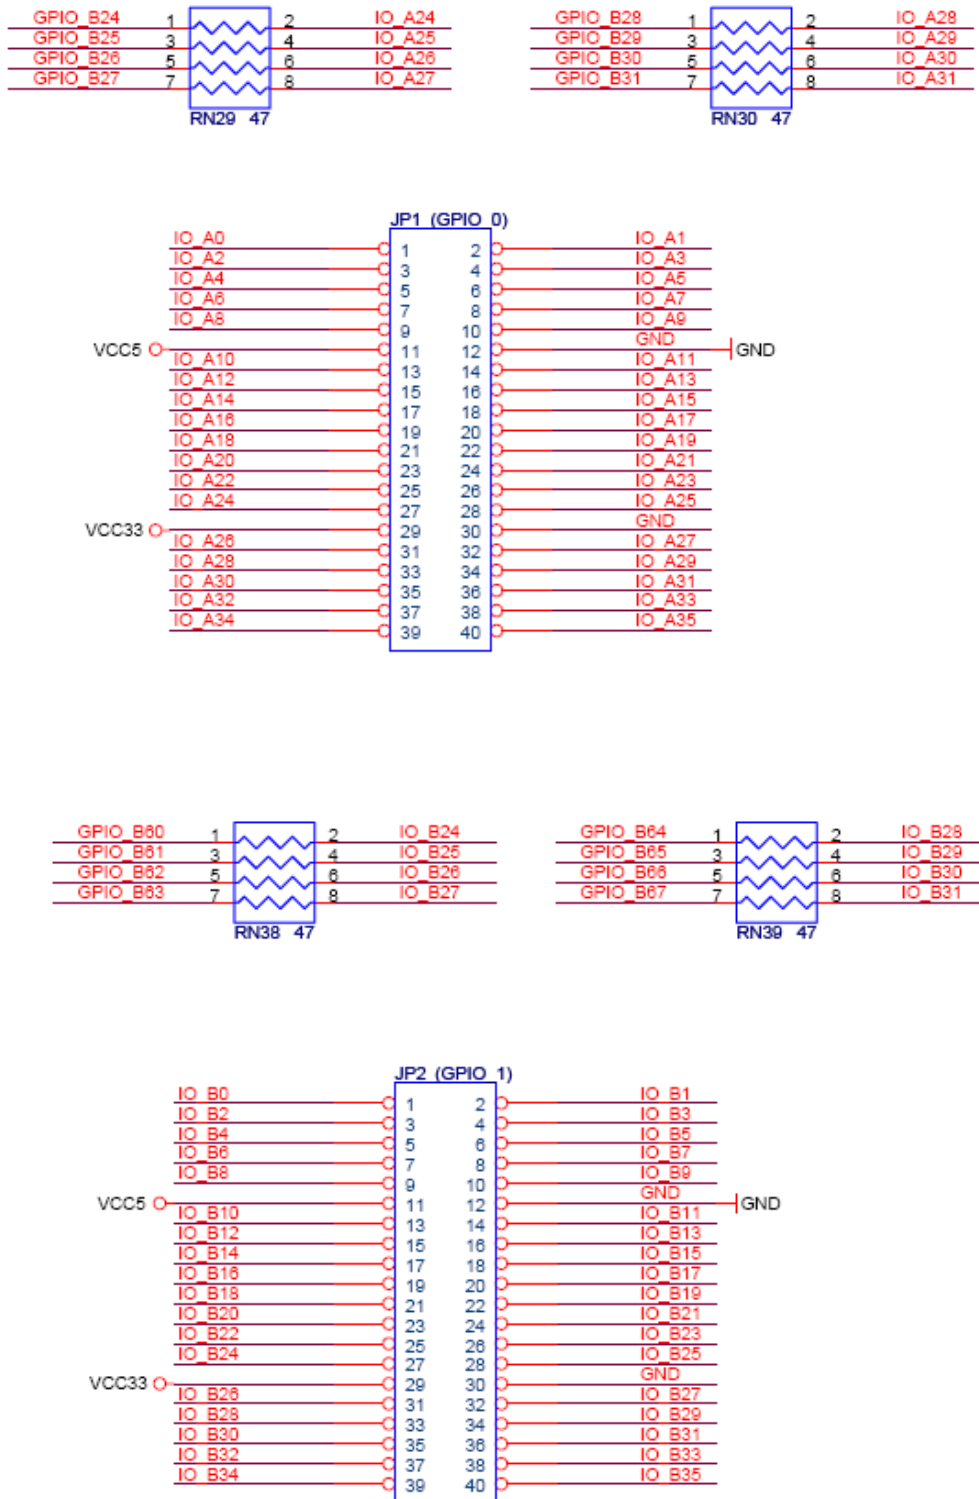 GPIO_B24 1 2 IO_A24 GPIO_B28 1 2 IO_A28
GPIO_B25 3 4 IO_A25 GPIO_B29 3 4 IO_A29
GPIO_B26 5 6 IO_A26 GPIO_B30 5 6 IO_A30
GPIO_B27 7 8 IO_A27 GPIO_B31 7 8 IO_A31
RN29 47 RN30 47
JP1 (GPIO 0)
IO_A0 1 2 IO_A1
IO_A2 3 4 IO_A3
IO_A4 5 6 IO_A5
IO_A6 7 8 IO_A7
IO_A8 9 10 IO_A9
VCC5 11 12 GND GND
IO_A10 13 14 IO_A11
IO_A12 15 16 IO_A13
IO_A14 17 18 IO_A15
IO_A16 19 20 IO_A17
IO_A18 21 22 IO_A19
IO_A20 23 24 IO_A21
IO_A22 25 26 IO_A23
IO_A24 27 28 IO_A25
VCC33 29 30 GND
IO_A26 31 32 IO_A27
IO_A28 33 34 IO_A29
IO_A30 35 36 IO_A31
IO_A32 37 38 IO_A33
IO_A34 39 40 IO_A35
GPIO_B60 1 2 IO_B24 GPIO_B64 1 2 IO_B28
GPIO_B61 3 4 IO_B25 GPIO_B65 3 4 IO_B29
GPIO_B62 5 6 IO_B26 GPIO_B66 5 6 IO_B30
GPIO_B63 7 8 IO_B27 GPIO_B67 7 8 IO_B31
RN38 47 RN39 47
JP2 (GPIO 1)
IO_B0 1 2 IO_B1
IO_B2 3 4 IO_B3
IO_B4 5 6 IO_B5
IO_B6 7 8 IO_B7
IO_B8 9 10 IO_B9
VCC5 11 12 GND GND
IO_B10 13 14 IO_B11
IO_B12 15 16 IO_B13
IO_B14 17 18 IO_B15
IO_B16 19 20 IO_B17
IO_B18 21 22 IO_B19
IO_B20 23 24 IO_B21
IO_B22 25 26 IO_B23
IO_B24 27 28 IO_B25
VCC33 29 30 GND
IO_B26 31 32 IO_B27
IO_B28 33 34 IO_B29
IO_B30 35 36 IO_B31
IO_B32 37 38 IO_B33
IO_B34 39 40 IO_B35